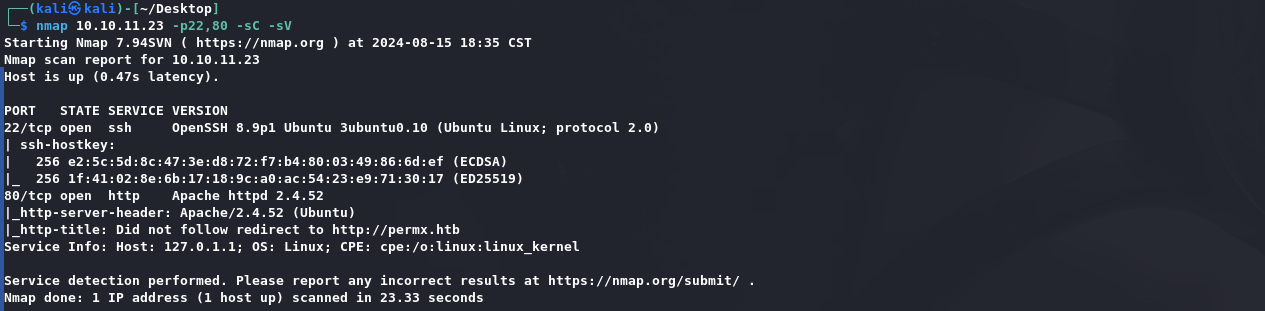 ┌──(kali㉿kali)-[~/Desktop]
└─$ nmap 10.10.11.23 -p22,80 -sC -sV
Starting Nmap 7.94SVN ( https://nmap.org ) at 2024-08-15 18:35 CST
Nmap scan report for 10.10.11.23
Host is up (0.47s latency).

PORT   STATE SERVICE VERSION
22/tcp open  ssh     OpenSSH 8.9p1 Ubuntu 3ubuntu0.10 (Ubuntu Linux; protocol 2.0)
| ssh-hostkey:
|   256 e2:5c:5d:8c:47:3e:d8:72:f7:b4:80:03:49:86:6d:ef (ECDSA)
|_  256 1f:41:02:8e:6b:17:18:9c:a0:ac:54:23:e9:71:30:17 (ED25519)
80/tcp open  http    Apache httpd 2.4.52
|_http-server-header: Apache/2.4.52 (Ubuntu)
|_http-title: Did not follow redirect to http://permx.htb
Service Info: Host: 127.0.1.1; OS: Linux; CPE: cpe:/o:linux:linux_kernel

Service detection performed. Please report any incorrect results at https://nmap.org/submit/ .
Nmap done: 1 IP address (1 host up) scanned in 23.33 seconds